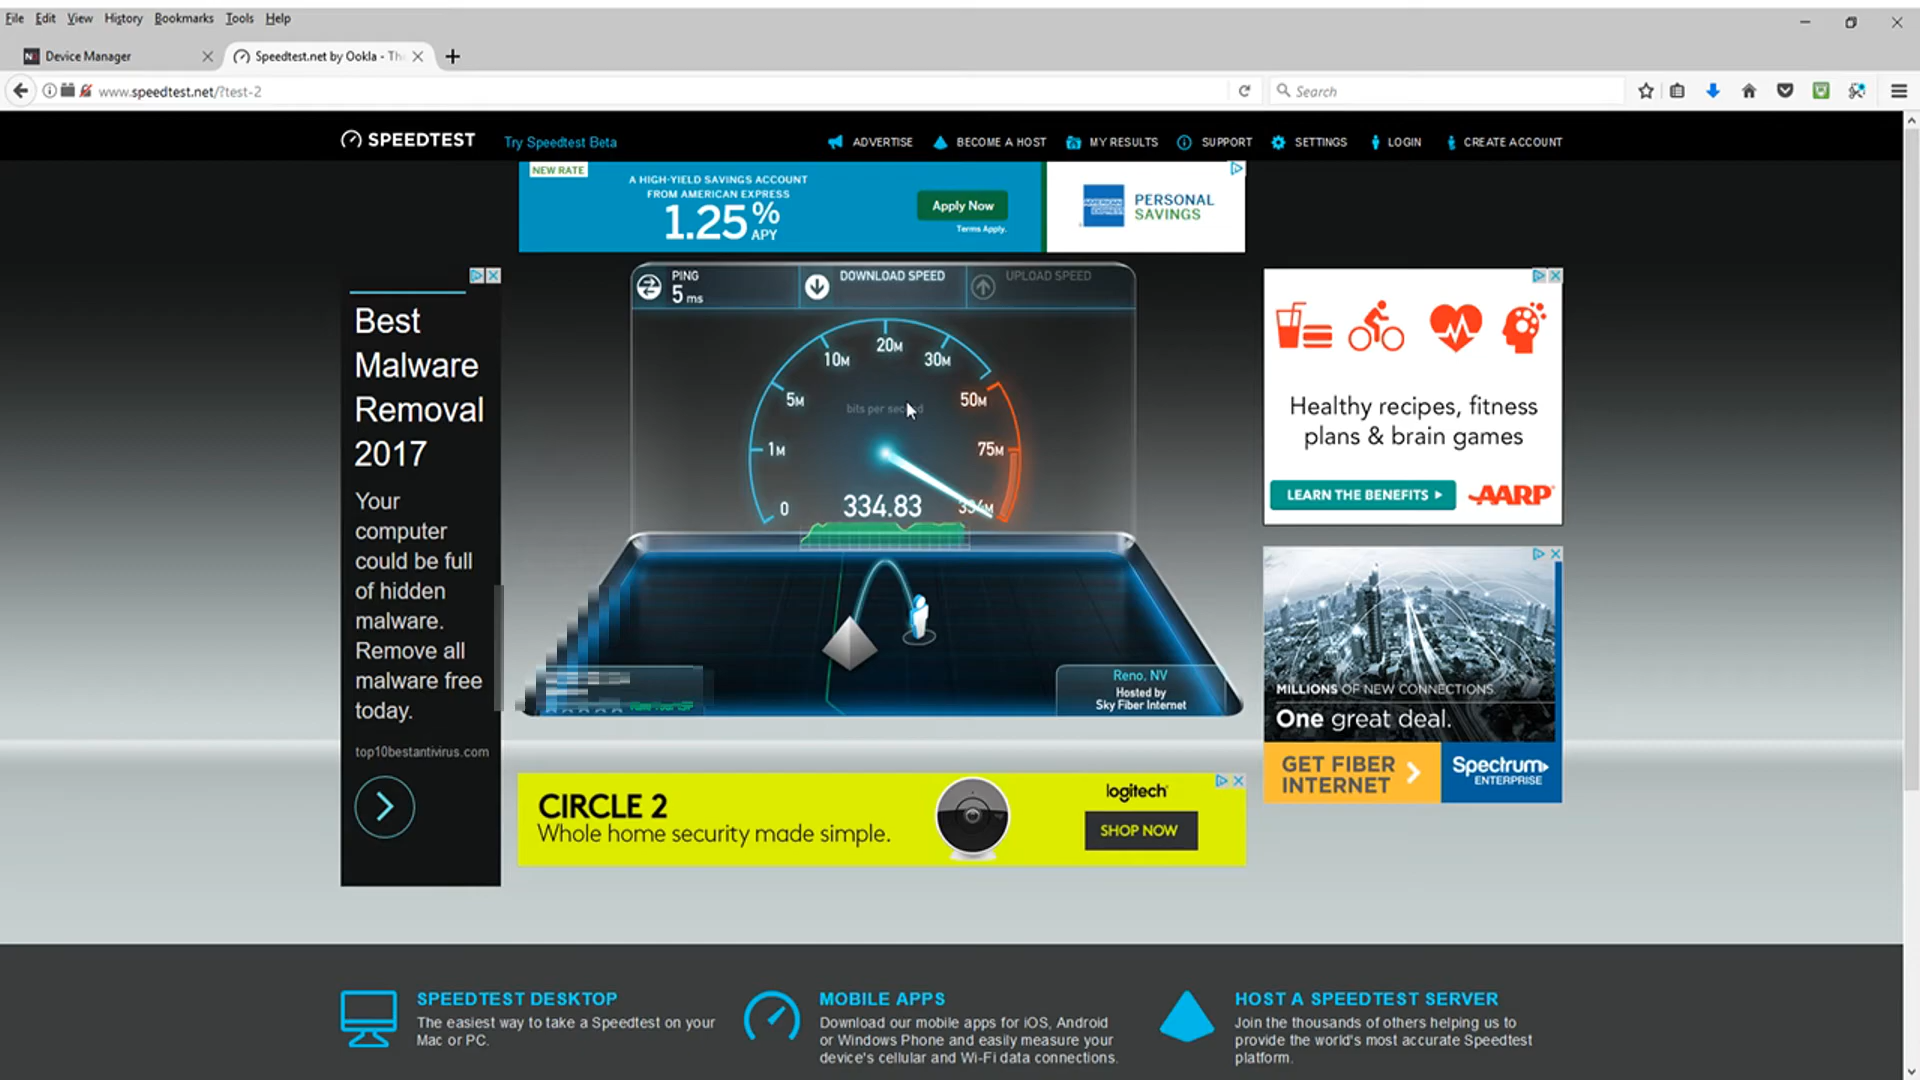 File Edit View History Bookmarks Tools Help
Device Manager
Speedtest.net by Ookla - Th
www.speedtest.net/?test-2
Search
SPEEDTEST
Try Speedtest Beta
ADVERTISE
BECOME A HOST
MY RESULTS
SUPPORT
SETTINGS
LOGIN
CREATE ACCOUNT
NEW RATE
A HIGH-YIELD SAVINGS ACCOUNT
FROM AMERICAN EXPRESS
1.25% APY
Apply Now
Terms Apply.
AMERICAN EXPRESS
PERSONAL
SAVINGS
Best
Malware
Removal
2017
Your
computer
could be full
of hidden
malware.
Remove all
malware free
today.
top10bestantivirus.com
PING
5 ms
DOWNLOAD SPEED
UPLOAD SPEED
0
1M
5M
10M
20M
30M
50M
75M
334M
bits per second
334.83
Reno, NV
Hosted by
Sky Fiber Internet
Healthy recipes, fitness
plans & brain games
LEARN THE BENEFITS
AARP
MILLIONS OF NEW CONNECTIONS.
One great deal.
GET FIBER
INTERNET
Spectrum
ENTERPRISE
CIRCLE 2
Whole home security made simple.
logitech
SHOP NOW
SPEEDTEST DESKTOP
The easiest way to take a Speedtest on your
Mac or PC.
MOBILE APPS
Download our mobile apps for iOS, Android
or Windows Phone and easily measure your
device's cellular and Wi-Fi data connections.
HOST A SPEEDTEST SERVER
Join the thousands of others helping us to
provide the world's most accurate Speedtest
platform.